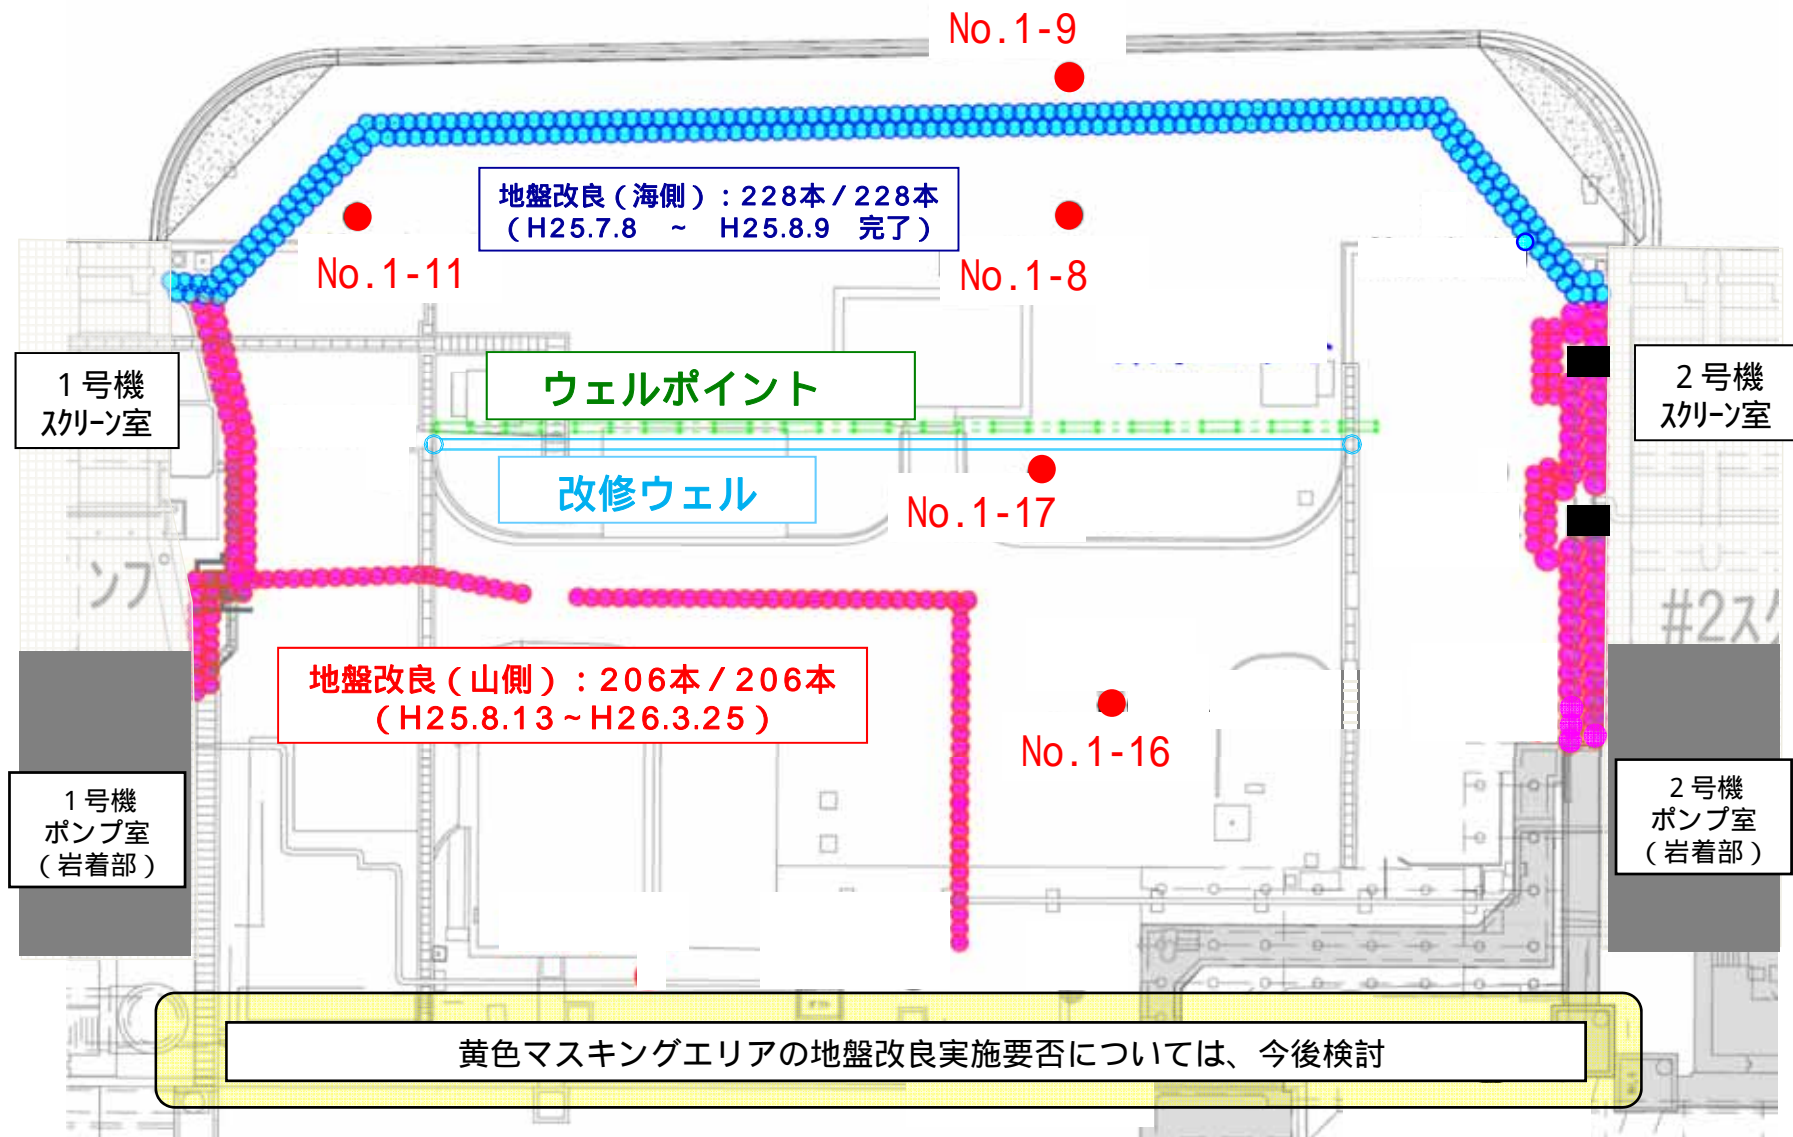 No.1-9
地盤改良（海側）：228本／228本
（H25.7.8　～　H25.8.9　完了）
No.1-11
No.1-8
1号機
スクリーン室
ウェルポイント
2号機
スクリーン室
改修ウェル
No.1-17
ンプ
#2スク
地盤改良（山側）：206本／206本
（H25.8.13～H26.3.25）
No.1-16
1号機
ポンプ室
（岩着部）
2号機
ポンプ室
（岩着部）
黄色マスキングエリアの地盤改良実施要否については、今後検討